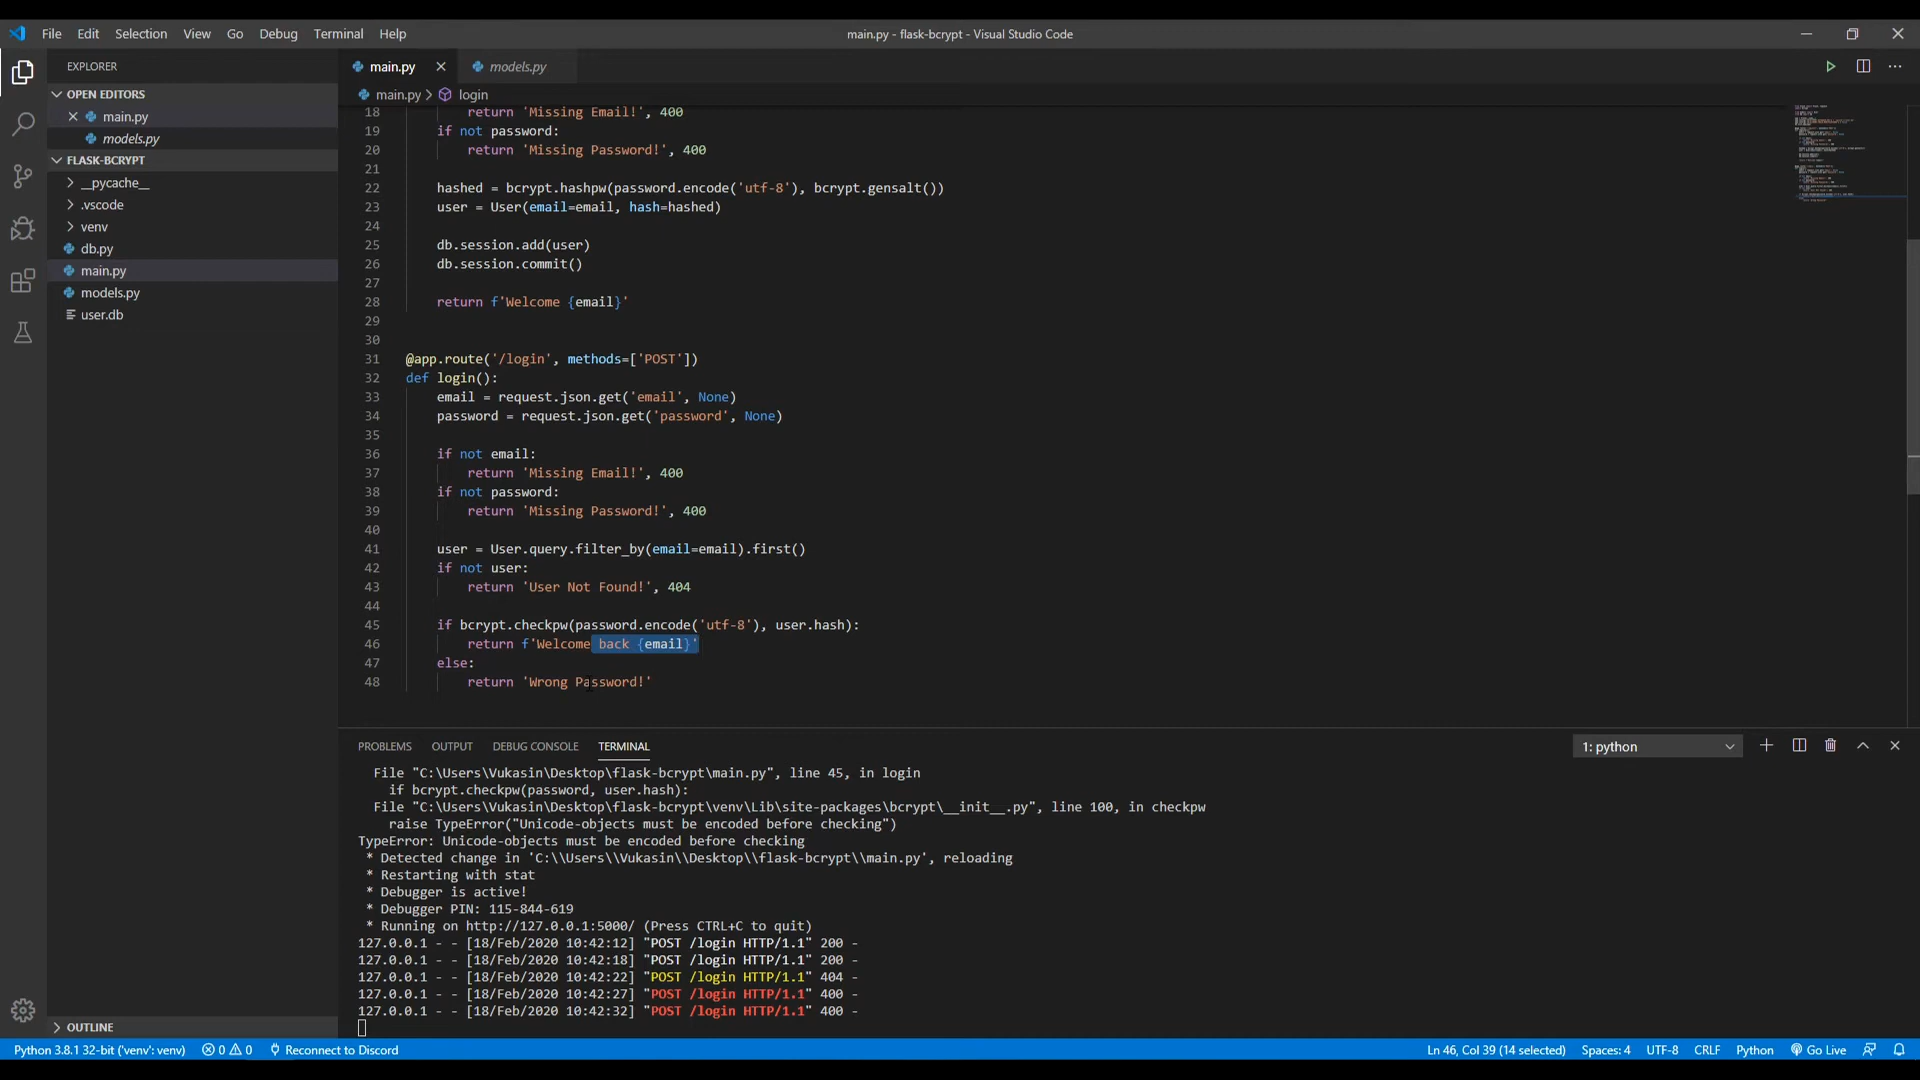 File Edit Selection View Go Debug Terminal Help
main.py - flask-bcrypt - Visual Studio Code
EXPLORER
OPEN EDITORS
main.py
models.py
FLASK-BCRYPT
__pycache__
.vscode
venv
db.py
main.py
models.py
user.db
OUTLINE
main.py
models.py
main.py > login
18 return 'Missing Email!', 400
19 if not password:
20 return 'Missing Password!', 400
21
22 hashed = bcrypt.hashpw(password.encode('utf-8'), bcrypt.gensalt())
23 user = User(email=email, hash=hashed)
24
25 db.session.add(user)
26 db.session.commit()
27
28 return f'Welcome {email}'
29
30
31 @app.route('/login', methods=['POST'])
32 def login():
33 email = request.json.get('email', None)
34 password = request.json.get('password', None)
35
36 if not email:
37 return 'Missing Email!', 400
38 if not password:
39 return 'Missing Password!', 400
40
41 user = User.query.filter_by(email=email).first()
42 if not user:
43 return 'User Not Found!', 404
44
45 if bcrypt.checkpw(password.encode('utf-8'), user.hash):
46 return f'Welcome back {email}'
47 else:
48 return 'Wrong Password!'
PROBLEMS OUTPUT DEBUG CONSOLE TERMINAL
1: python
File "C:\Users\Vukasin\Desktop\flask-bcrypt\main.py", line 45, in login
if bcrypt.checkpw(password, user.hash):
File "C:\Users\Vukasin\Desktop\flask-bcrypt\venv\Lib\site-packages\bcrypt\__init__.py", line 100, in checkpw
raise TypeError("Unicode-objects must be encoded before checking")
TypeError: Unicode-objects must be encoded before checking
* Detected change in 'C:\\Users\\Vukasin\\Desktop\\flask-bcrypt\\main.py', reloading
* Restarting with stat
* Debugger is active!
* Debugger PIN: 115-844-619
* Running on http://127.0.0.1:5000/ (Press CTRL+C to quit)
127.0.0.1 - - [18/Feb/2020 10:42:12] "POST /login HTTP/1.1" 200 -
127.0.0.1 - - [18/Feb/2020 10:42:18] "POST /login HTTP/1.1" 200 -
127.0.0.1 - - [18/Feb/2020 10:42:22] "POST /login HTTP/1.1" 404 -
127.0.0.1 - - [18/Feb/2020 10:42:27] "POST /login HTTP/1.1" 400 -
127.0.0.1 - - [18/Feb/2020 10:42:32] "POST /login HTTP/1.1" 400 -
Python 3.8.1 32-bit ('venv': venv) 0 0 Reconnect to Discord
Ln 46, Col 39 (14 selected) Spaces: 4 UTF-8 CRLF Python Go Live